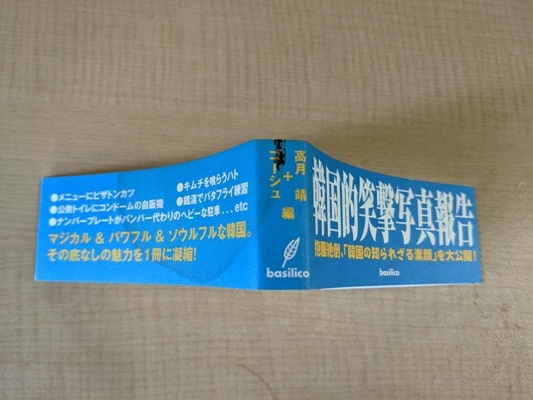 ●メニューにピザトンカツ
●公衆トイレにコンドームの自販機
●キムチを喰らうハト
●銭湯でバタフライ練習
●ナンバープレートがバンパー代わりのヘビーな駐車...etc
マジカル & パワフル & ソウルフルな韓国。
その底なしの魅力を1冊に凝縮!
高月 靖 編
+
basilico
韓国的笑撃写真報告
抱腹絶倒、「韓国の知られざる素顔」を大公開!
basilico